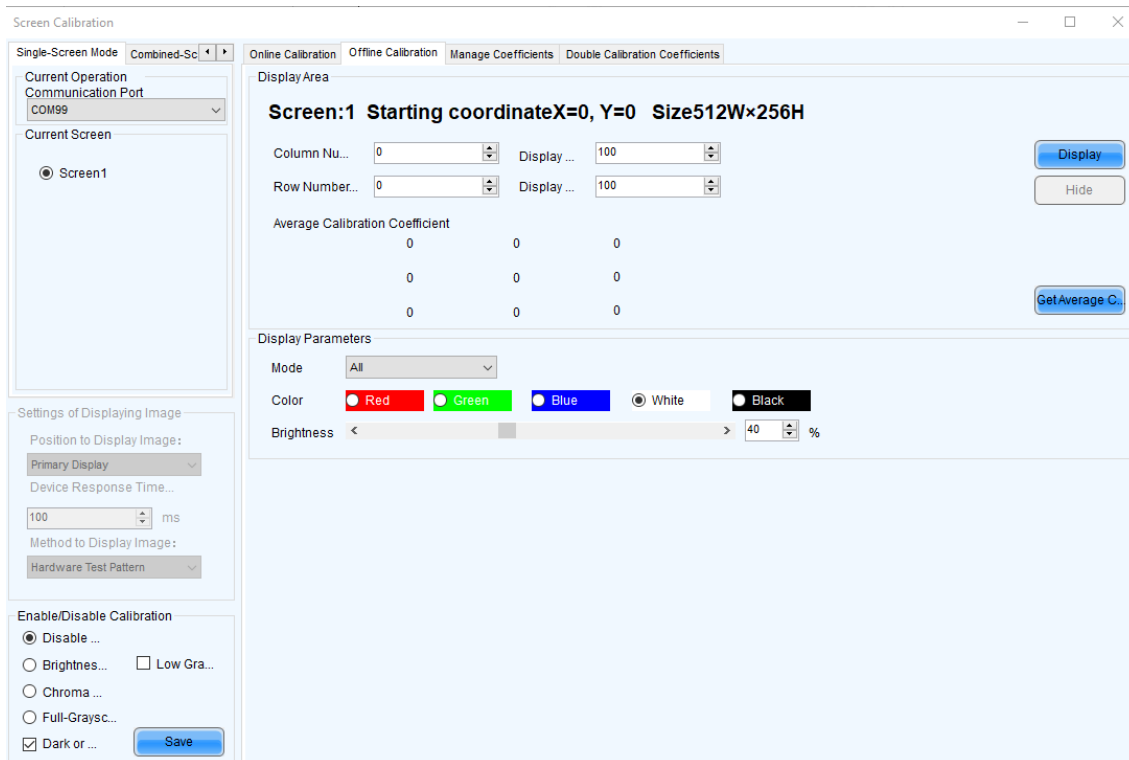 Screen Calibration
Single-Screen Mode Combined-Sc
Online Calibration Offline Calibration Manage Coefficients Double Calibration Coefficients
Current Operation
Communication Port
COM99
Current Screen
Screen1
Settings of Displaying Image
Position to Display Image:
Primary Display
Device Response Time...
100 ms
Method to Display Image:
Hardware Test Pattern
Enable/Disable Calibration
Disable ...
Brightnes... Low Gra...
Chroma ...
Full-Graysc...
Dark or ... Save
Display Area
Screen:1 Starting coordinateX=0, Y=0 Size512W×256H
Column Nu... 0 Display ... 100 Display
Row Number... 0 Display ... 100 Hide
Average Calibration Coefficient
0 0 0
0 0 0
0 0 0
Get Average C...
Display Parameters
Mode All
Color Red Green Blue White Black
Brightness < > 40 %